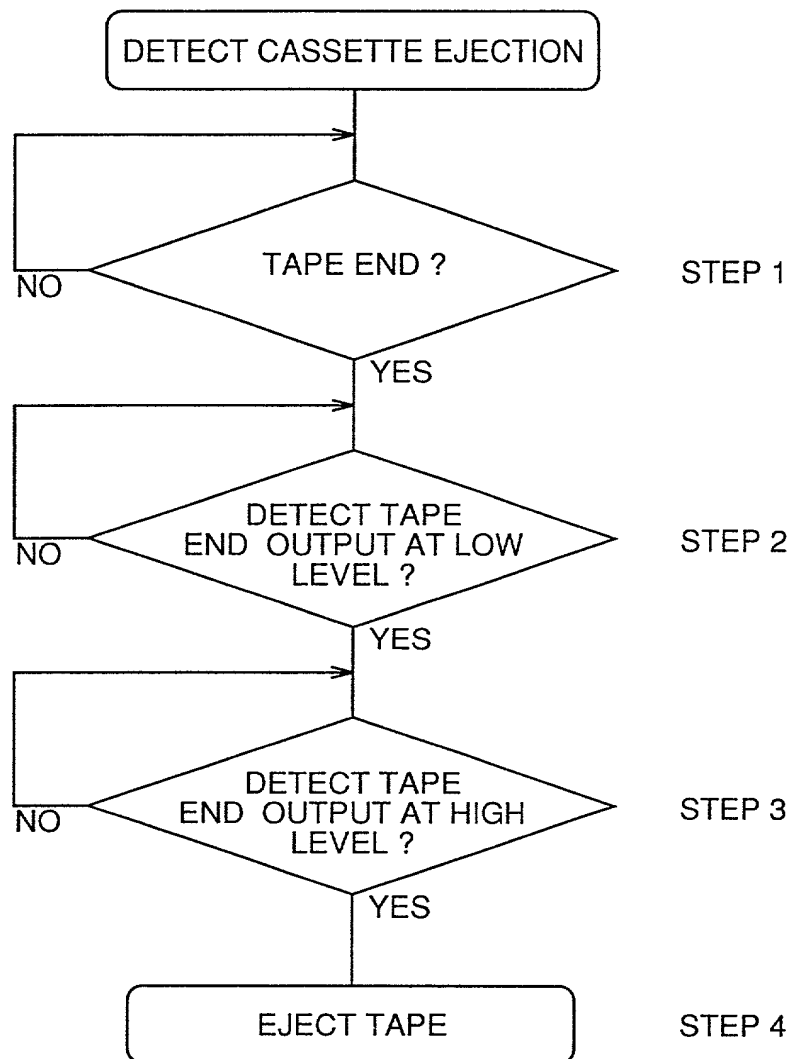 DETECT CASSETTE EJECTION
TAPE END ?
STEP 1
NO
YES
DETECT TAPE
END OUTPUT AT LOW
LEVEL ?
STEP 2
NO
YES
DETECT TAPE
END OUTPUT AT HIGH
LEVEL ?
STEP 3
NO
YES
EJECT TAPE
STEP 4